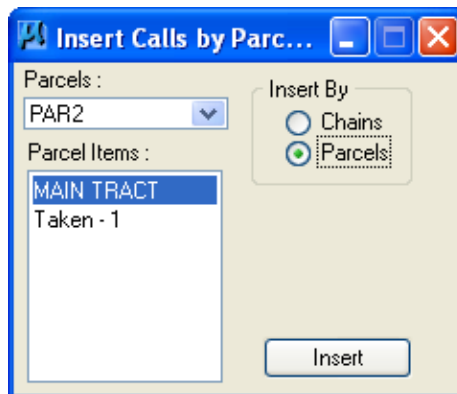 Insert Calls by Parc...
Parcels :
PAR2
Insert By
Chains
Parcels
Parcel Items :
MAIN TRACT
Taken - 1
Insert